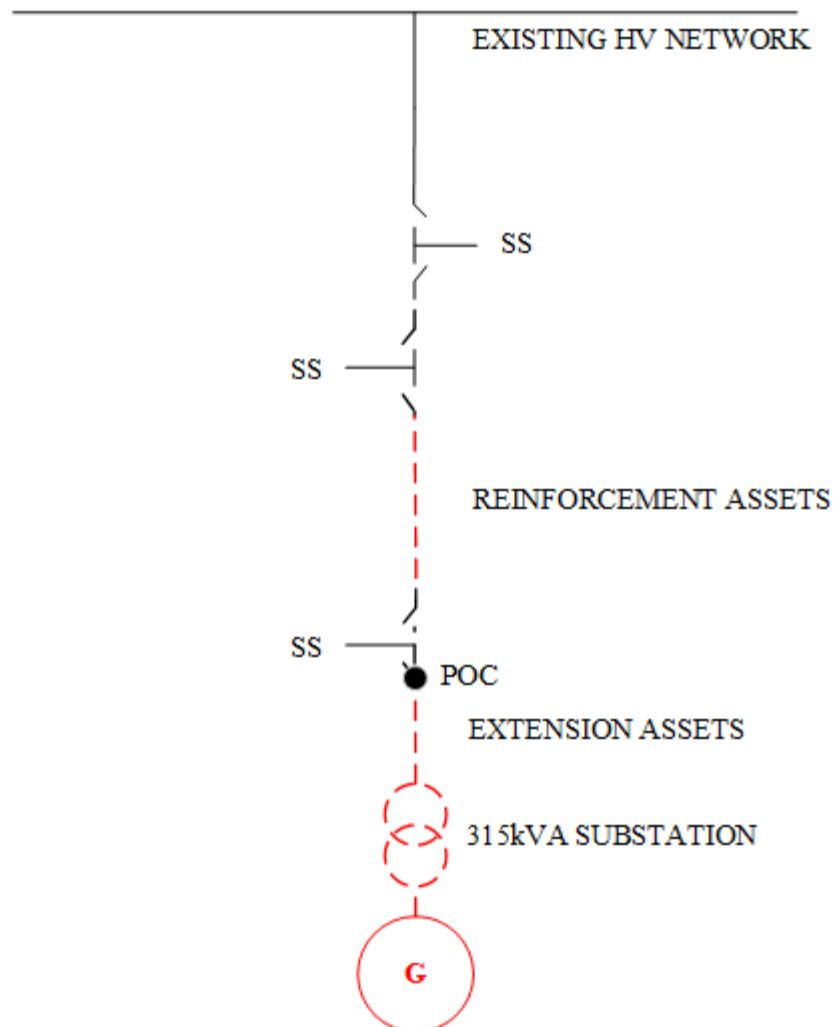 EXISTING HV NETWORK
SS
SS
REINFORCEMENT ASSETS
SS
POC
EXTENSION ASSETS
315kVA SUBSTATION
G